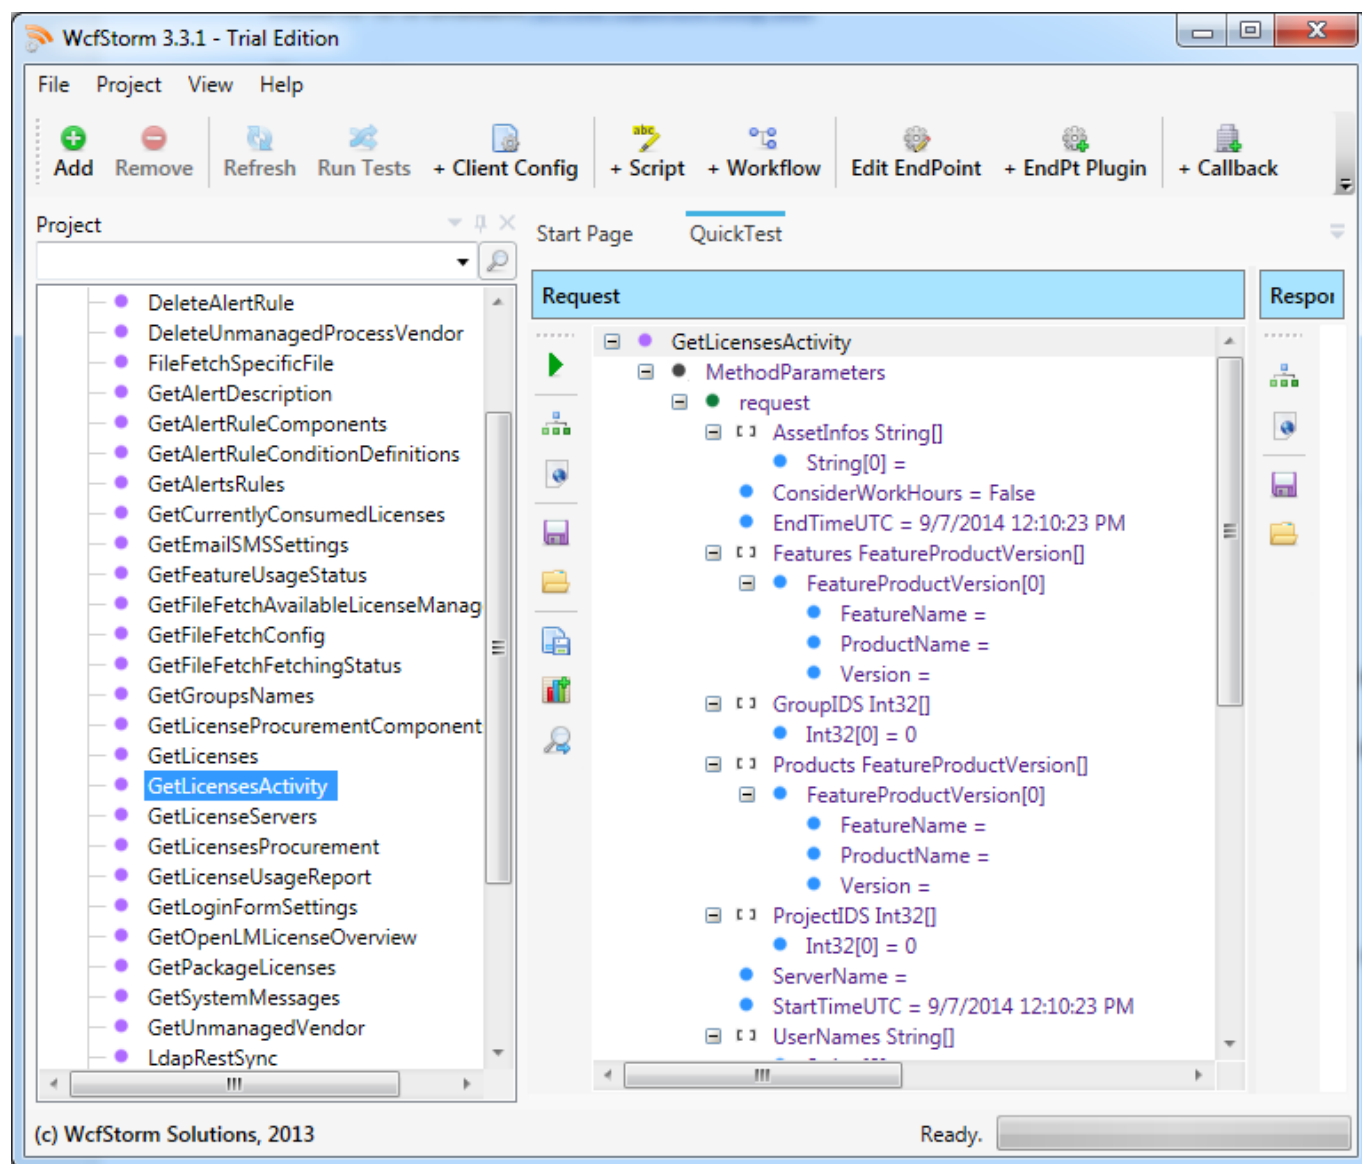 WcfStorm 3.3.1 - Trial Edition
File Project View Help
Add Remove Refresh Run Tests + Client Config + Script + Workflow Edit EndPoint + EndPt Plugin + Callback
Project
Start Page QuickTest
DeleteAlertRule
DeleteUnmanagedProcessVendor
FileFetchSpecificFile
GetAlertDescription
GetAlertRuleComponents
GetAlertRuleConditionDefinitions
GetAlertsRules
GetCurrentlyConsumedLicenses
GetEmailSMSSettings
GetFeatureUsageStatus
GetFileFetchAvailableLicenseManag
GetFileFetchConfig
GetFileFetchFetchingStatus
GetGroupsNames
GetLicenseProcurementComponent
GetLicenses
GetLicensesActivity
GetLicenseServers
GetLicensesProcurement
GetLicenseUsageReport
GetLoginFormSettings
GetOpenLMLicenseOverview
GetPackageLicenses
GetSystemMessages
GetUnmanagedVendor
LdapRestSync
Request
GetLicensesActivity
MethodParameters
request
AssetInfos String[]
String[0] =
ConsiderWorkHours = False
EndTimeUTC = 9/7/2014 12:10:23 PM
Features FeatureProductVersion[]
FeatureProductVersion[0]
FeatureName =
ProductName =
Version =
GroupIDS Int32[]
Int32[0] = 0
Products FeatureProductVersion[]
FeatureProductVersion[0]
FeatureName =
ProductName =
Version =
ProjectIDS Int32[]
Int32[0] = 0
ServerName =
StartTimeUTC = 9/7/2014 12:10:23 PM
UserNames String[]
Respon
(c) WcfStorm Solutions, 2013
Ready.